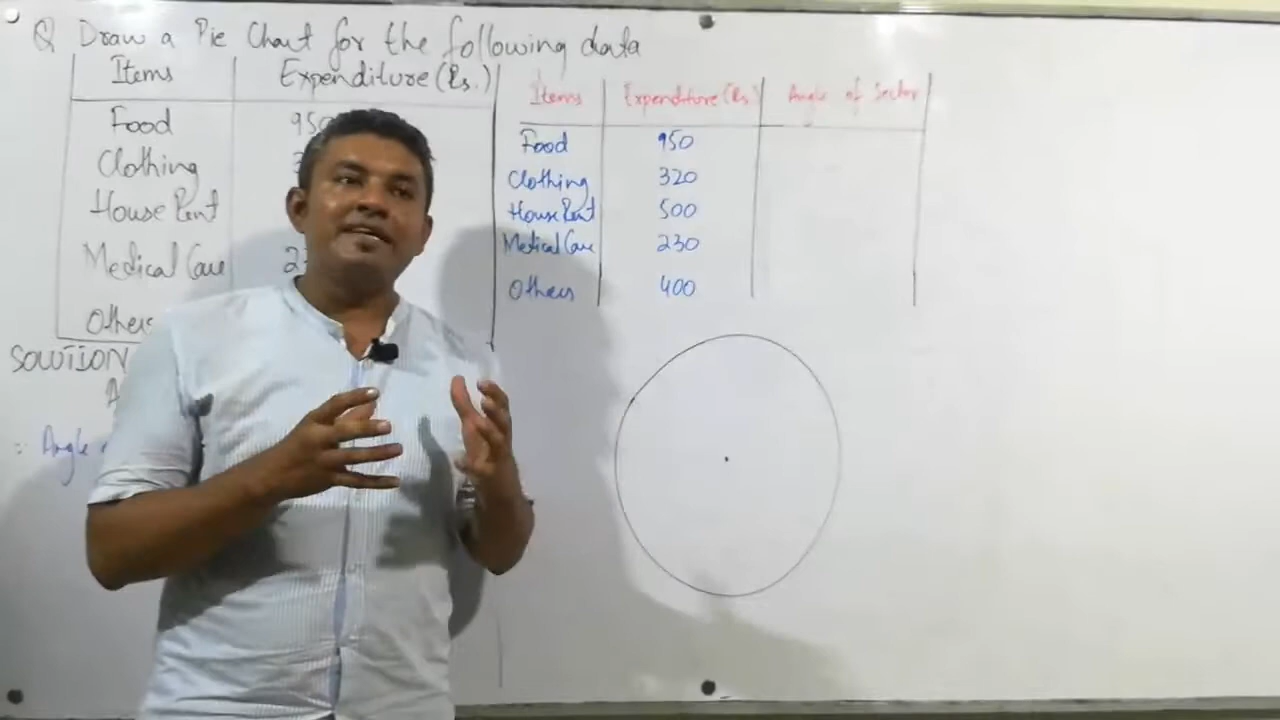 Q Draw a Pie Chart for the following data
Items Expenditure (Rs.)
Food 950
Clothing
House Rent
Medical Care
Others
SOLUTION
Angle
Items Expenditure (Rs.) Angle of Sector
Food 950
Clothing 320
House Rent 500
Medical Care 230
Others 400